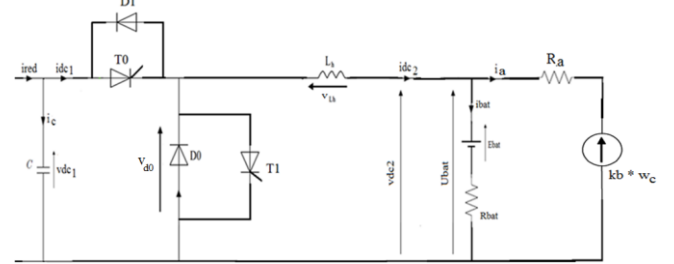 D1
T0
ired
idc1
Ls
idc2
ia
Ra
vls
ic
ibat
C
vdc1
Vd0
D0
T1
vdc2
Ubat
Ebat
Rbat
kb * wc